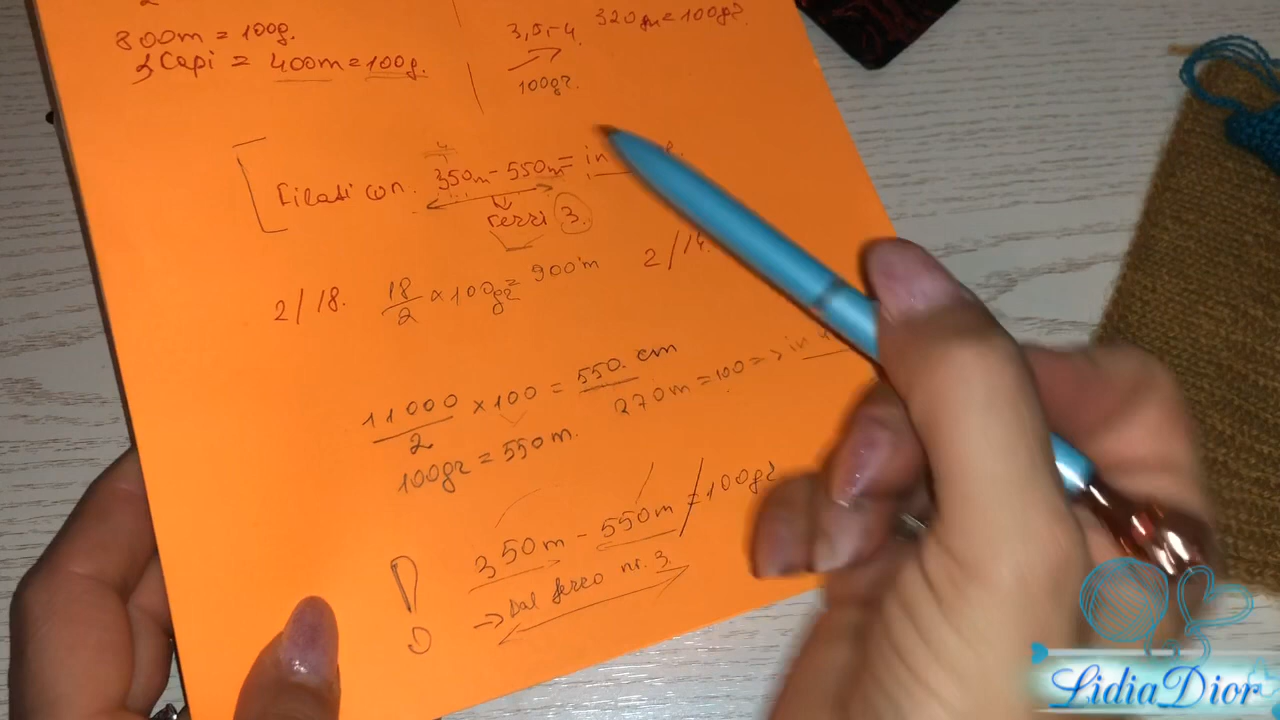 800m = 100g.
2 Capi = 400m = 100g.
3,5-4. 320gm = 100gr
100gr.
4
Filati con. 350m - 550m = in
ferri 3.
2/18. 18/2 x 100gr = 900m 2/14.
11000/2 x 100 = 550. cm
100gr = 550m. 270m = 100 => in
! 350m - 550m = 100gr
→ Dal ferro nr. 3
LidiaDior